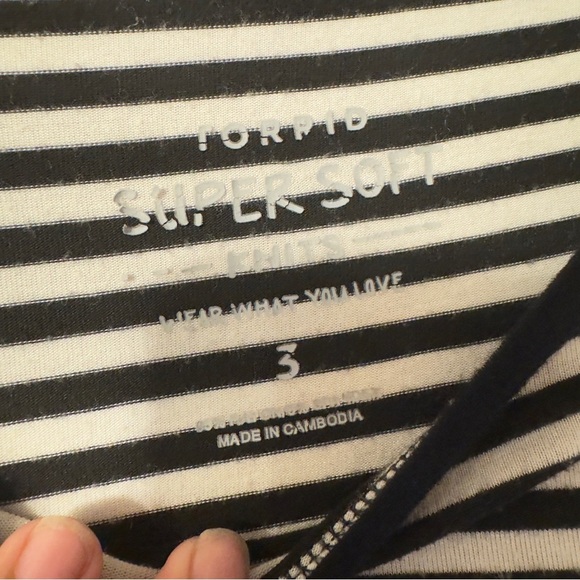 TORRID
SUPER SOFT
KNITS
WEAR WHAT YOU LOVE
3
MADE IN CAMBODIA